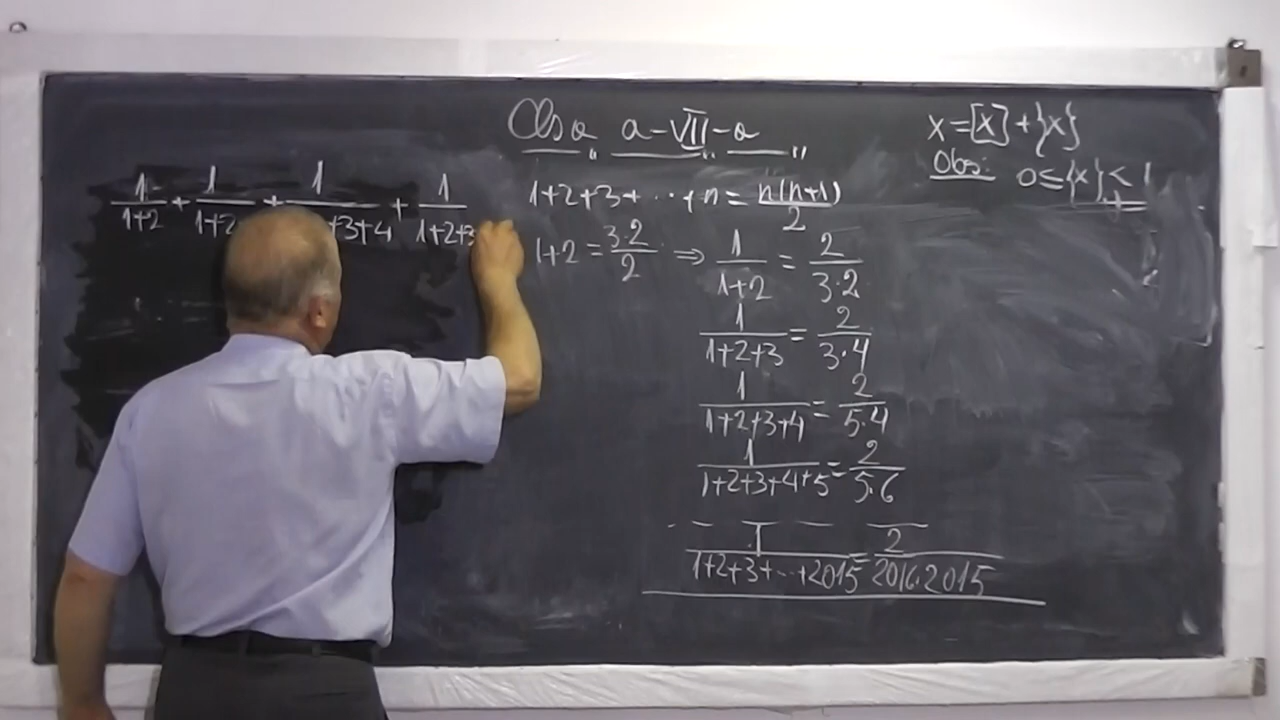 Clasa a-VII-a
x=[x]+{x}
Obs: 0≤{x}<1
1/1+2 + 1/1+2 + 1/+3+4 + 1/1+2+3
1+2+3+...+n = n(n+1)/2
1+2 = 3·2/2 ⇒ 1/1+2 = 2/3·2
1/1+2+3 = 2/3·4
1/1+2+3+4 = 2/5·4
1/1+2+3+4+5 = 2/5·6
1/1+2+3+...+2015 = 2/2016·2015